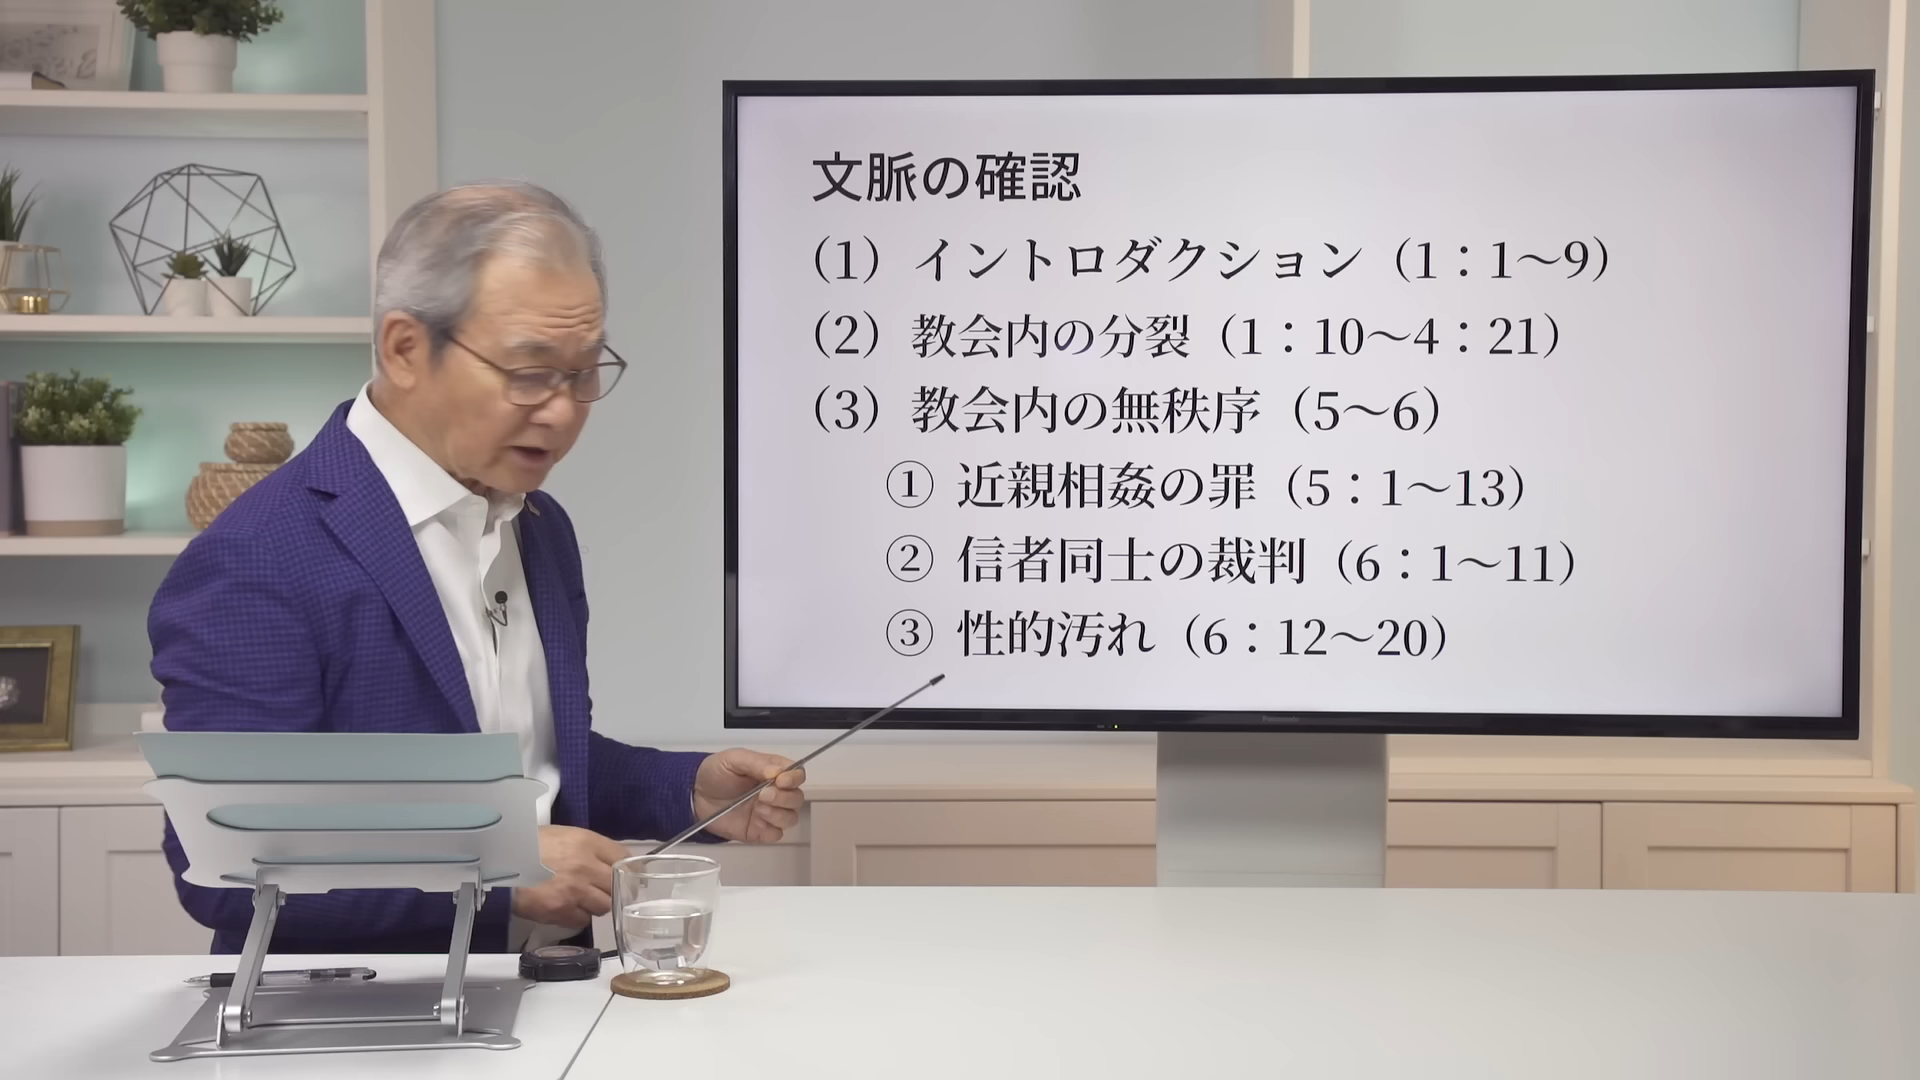 文脈の確認
（1）イントロダクション（1：1～9）
（2）教会内の分裂（1：10～4：21）
（3）教会内の無秩序（5～6）
① 近親相姦の罪（5：1～13）
② 信者同士の裁判（6：1～11）
③ 性的汚れ（6：12～20）
Panasonic